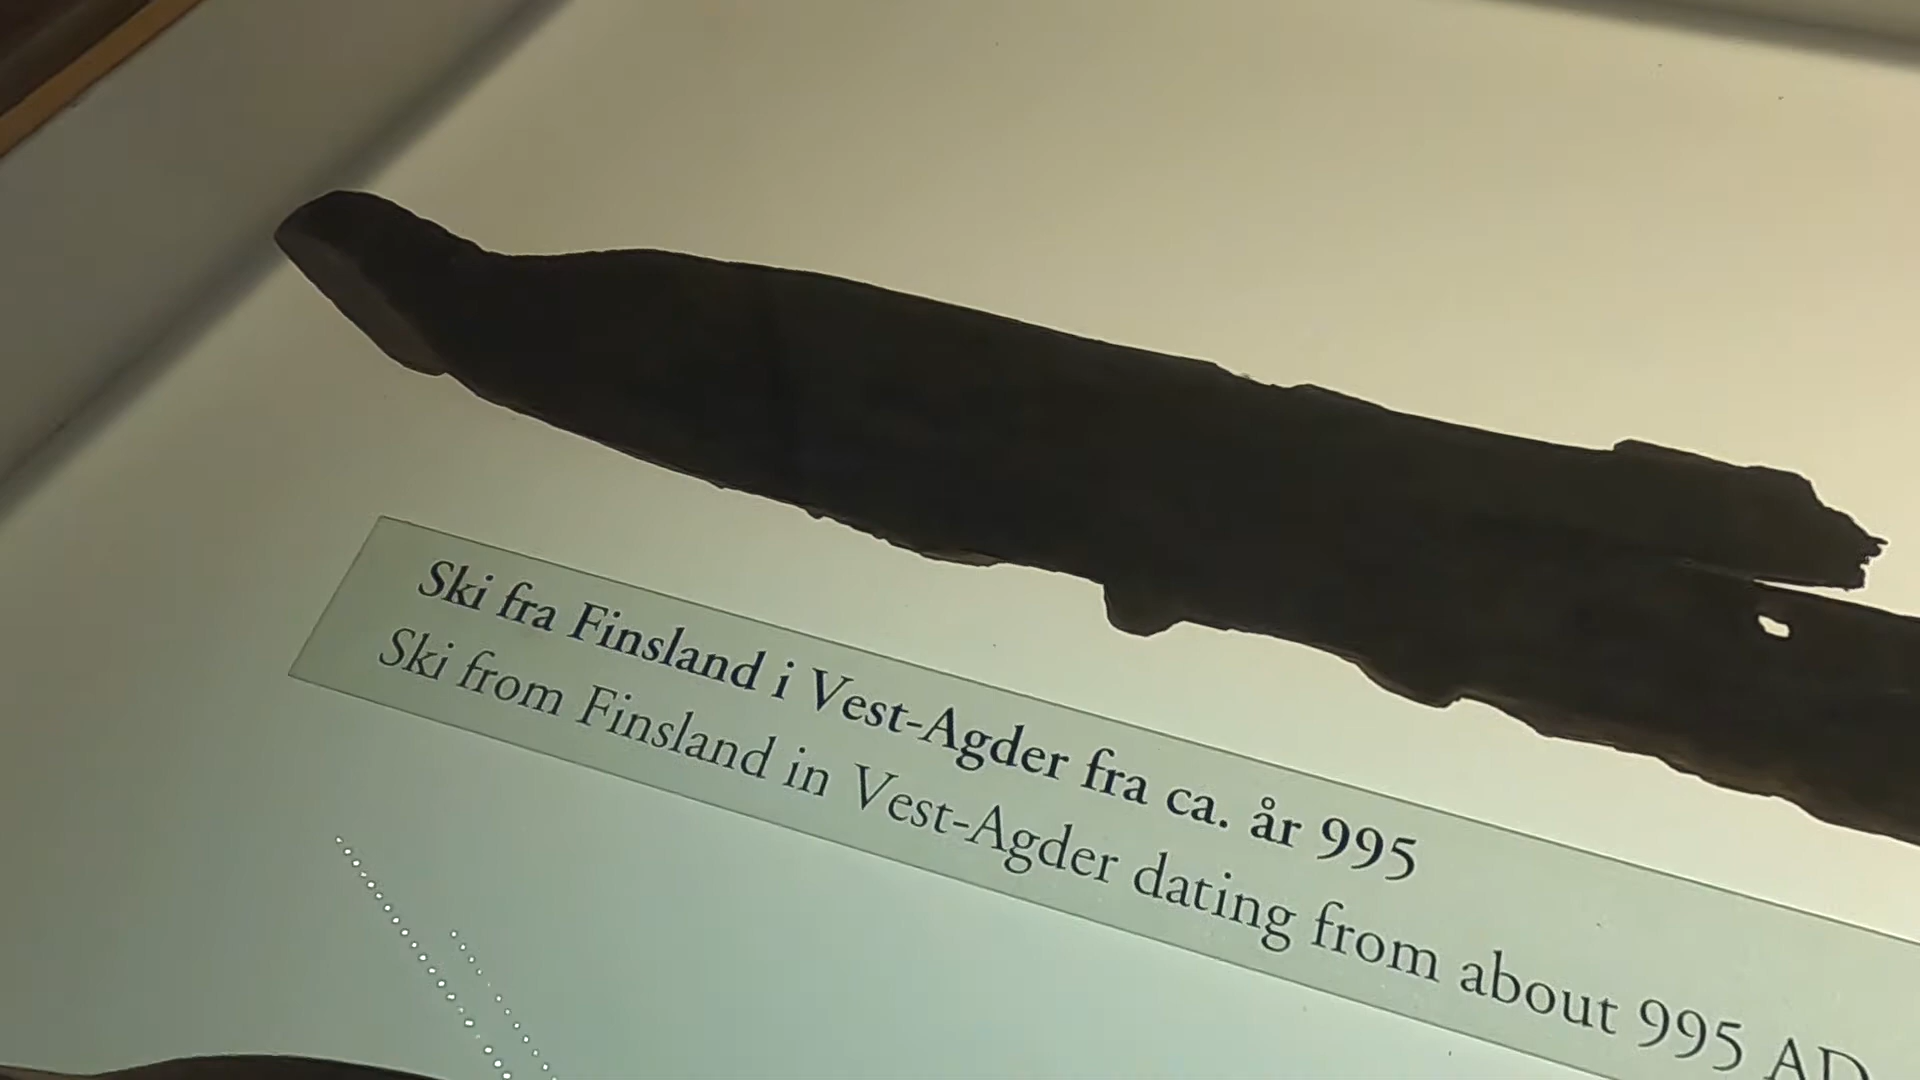 Ski fra Finsland i Vest-Agder fra ca. år 995
Ski from Finsland in Vest-Agder dating from about 995 AD